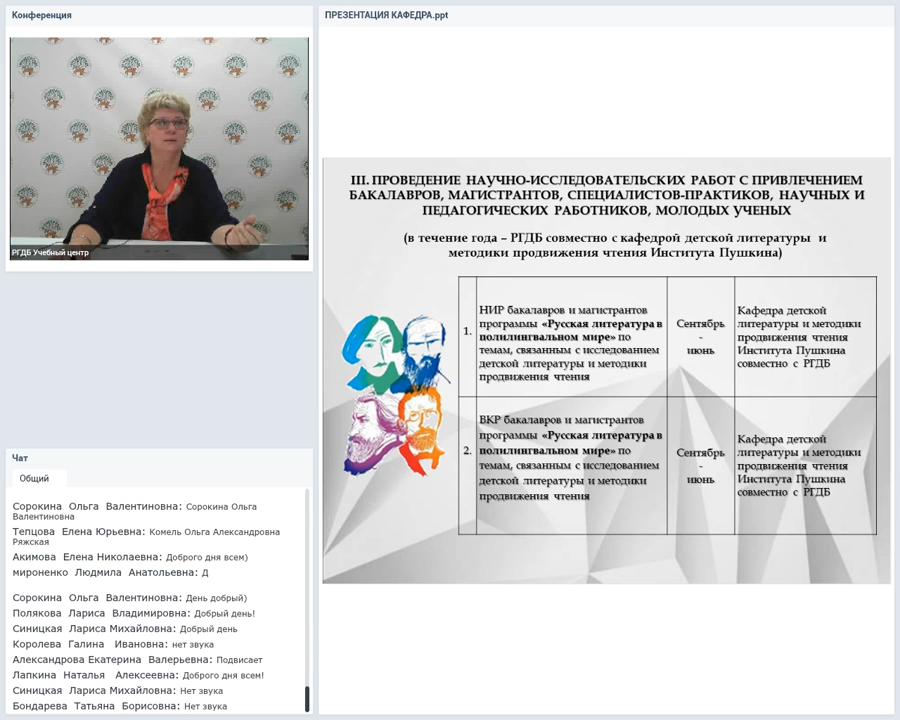 Конференция
РГДБ Учебный центр
Чат
Общий
Сорокина Ольга Валентиновна: Сорокина Ольга
Валентиновна
Тепцова Елена Юрьевна: Комель Ольга Александровна
Ряжская
Акимова Елена Николаевна: Доброго дня всем)
мироненко Людмила Анатольевна: Д
Сорокина Ольга Валентиновна: День добрый)
Полякова Лариса Владимировна: Добрый день!
Синицкая Лариса Михайловна: Добрый день
Королева Галина Ивановна: нет звука
Александрова Екатерина Валерьевна: Подвисает
Лапкина Наталья Алексеевна: Доброго дня всем!
Синицкая Лариса Михайловна: Нет звука
Бондарева Татьяна Борисовна: Нет звука
ПРЕЗЕНТАЦИЯ КАФЕДРА.ppt
III. ПРОВЕДЕНИЕ НАУЧНО-ИССЛЕДОВАТЕЛЬСКИХ РАБОТ С ПРИВЛЕЧЕНИЕМ
БАКАЛАВРОВ, МАГИСТРАНТОВ, СПЕЦИАЛИСТОВ-ПРАКТИКОВ, НАУЧНЫХ И
ПЕДАГОГИЧЕСКИХ РАБОТНИКОВ, МОЛОДЫХ УЧЕНЫХ
(в течение года – РГДБ совместно с кафедрой детской литературы и
методики продвижения чтения Института Пушкина)
1.
НИР бакалавров и магистрантов
программы «Русская литература в
полилингвальном мире» по
темам, связанным с исследованием
детской литературы и методики
продвижения чтения
Сентябрь
-
июнь
Кафедра детской
литературы и методики
продвижения чтения
Института Пушкина
совместно с РГДБ
2.
ВКР бакалавров и магистрантов
программы «Русская литература в
полилингвальном мире» по
темам, связанным с исследованием
детской литературы и методики
продвижения чтения
Сентябрь
-
июнь
Кафедра детской
литературы и методики
продвижения чтения
Института Пушкина
совместно с РГДБ